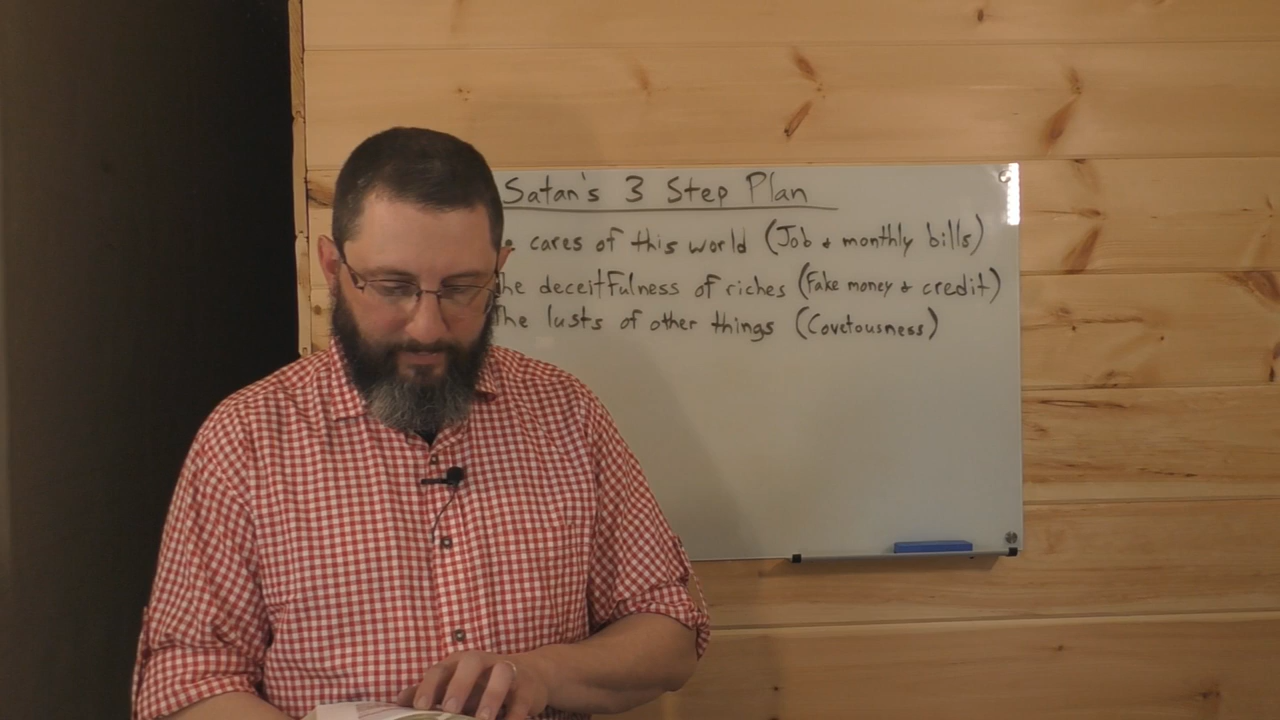 Satan's 3 Step Plan
cares of this world (Job & monthly bills)
he deceitfulness of riches (Fake money & credit)
The lusts of other things (Covetousness)